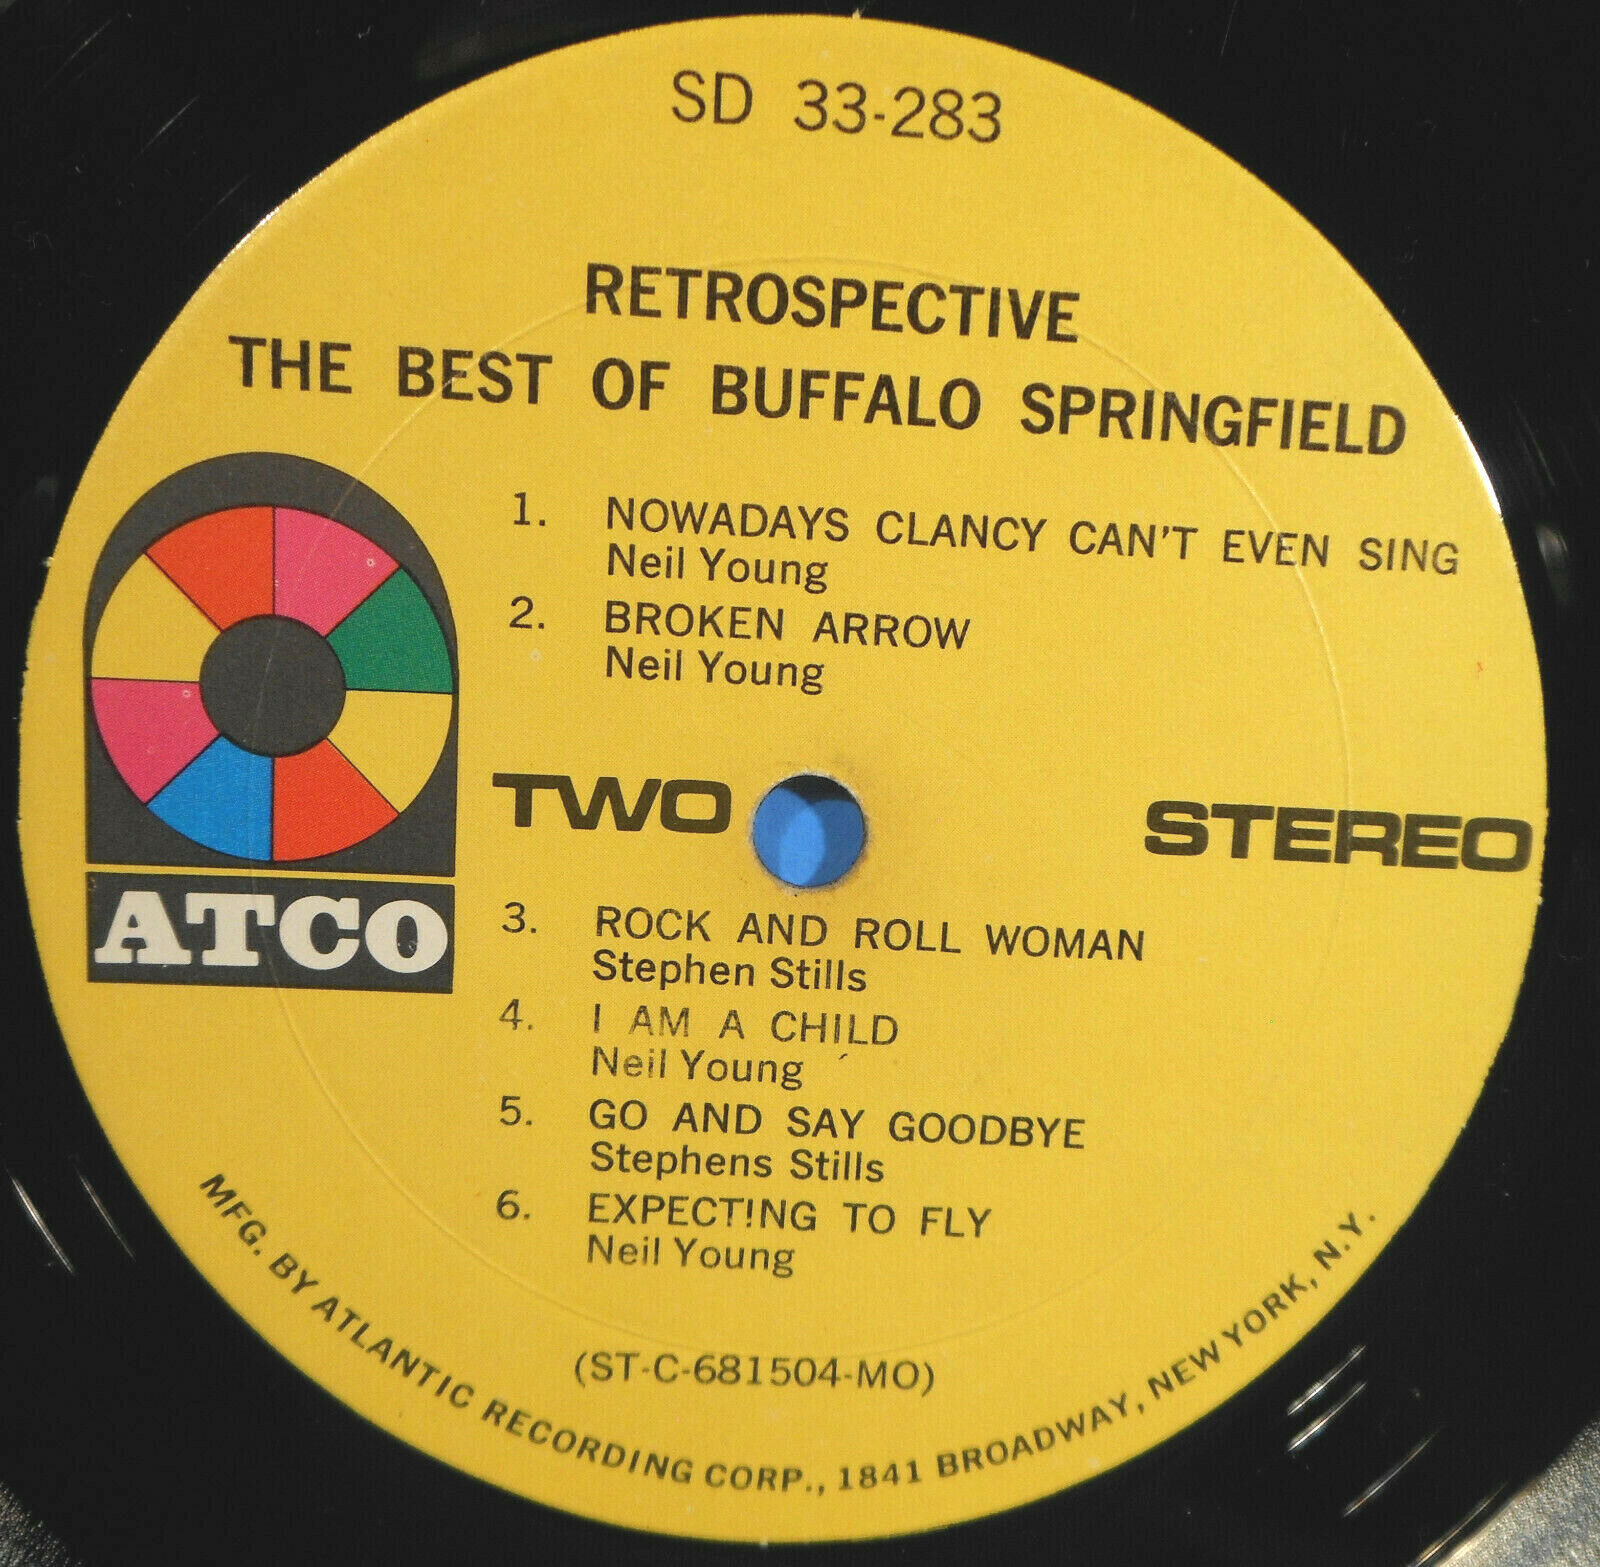 SD 33-283
RETROSPECTIVE
THE BEST OF BUFFALO SPRINGFIELD
1. NOWADAYS CLANCY CAN'T EVEN SING
Neil Young
2. BROKEN ARROW
Neil Young
TWO STEREO
ATCO
3. ROCK AND ROLL WOMAN
Stephen Stills
4. I AM A CHILD
Neil Young
5. GO AND SAY GOODBYE
Stephens Stills
6. EXPECT!NG TO FLY
Neil Young
(ST-C-681504-MO)
MFG. BY ATLANTIC RECORDING CORP., 1841 BROADWAY, NEW YORK, N.Y.